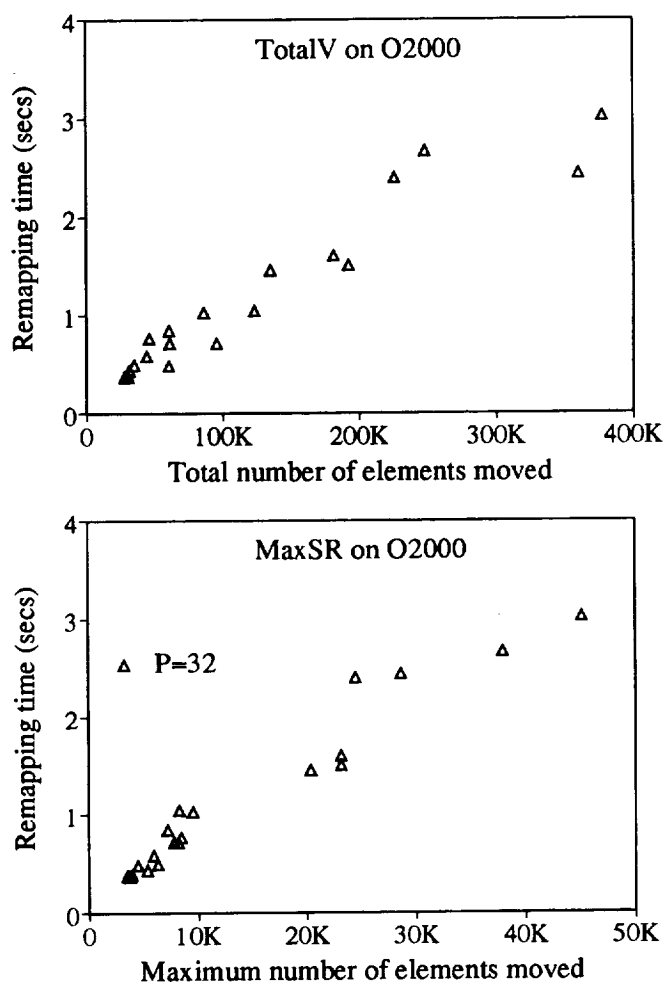 TotalV on O2000
4
3
2
1
0
Remapping time (secs)
0 100K 200K 300K 400K
Total number of elements moved
MaxSR on O2000
4
3
P=32
2
1
0
Remapping time (secs)
0 10K 20K 30K 40K 50K
Maximum number of elements moved